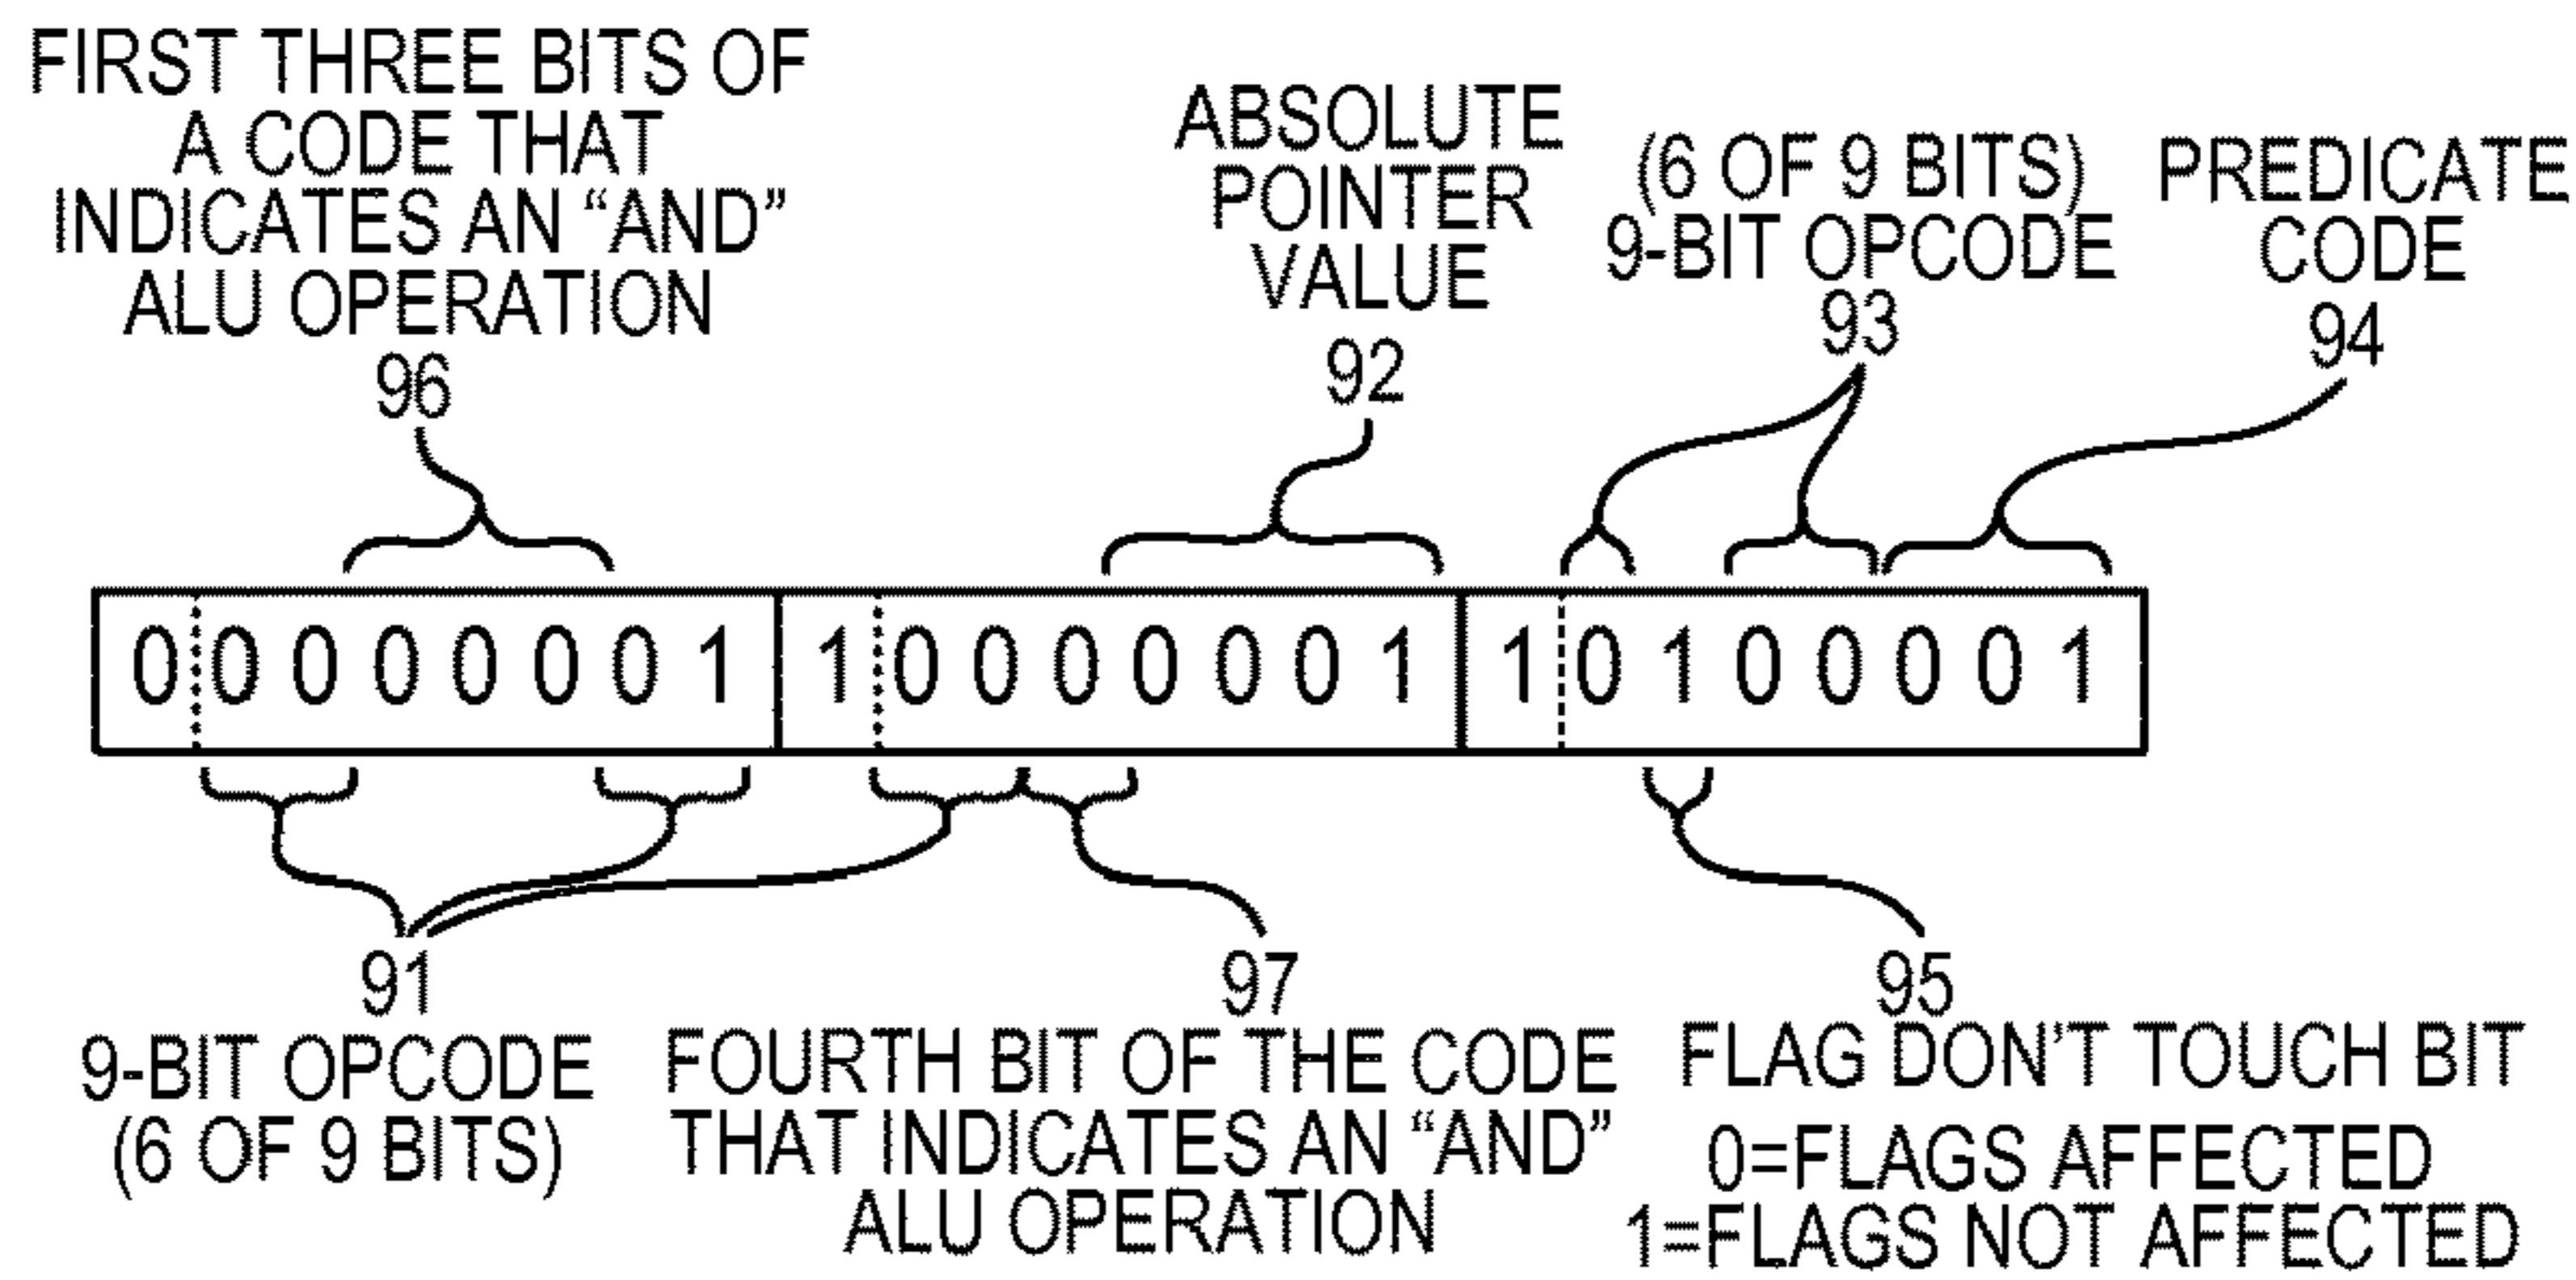 FIRST THREE BITS OF
A CODE THAT
INDICATES AN “AND”
ALU OPERATION
96
ABSOLUTE
POINTER
VALUE
92
(6 OF 9 BITS)
9-BIT OPCODE
93
PREDICATE
CODE
94
0 0 0 0 0 0 0 1 1 0 0 0 0 0 0 1 1 0 1 0 0 0 0 1
91
9-BIT OPCODE
(6 OF 9 BITS)
97
FOURTH BIT OF THE CODE
THAT INDICATES AN “AND”
ALU OPERATION
95
FLAG DON’T TOUCH BIT
0=FLAGS AFFECTED
1=FLAGS NOT AFFECTED